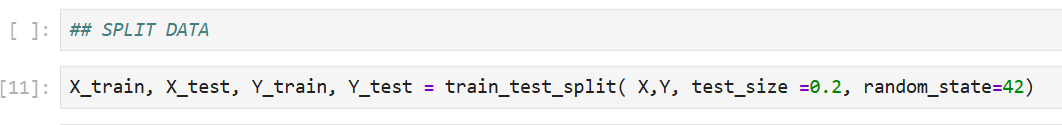 [ ]: ## SPLIT DATA
[11]: X_train, X_test, Y_train, Y_test = train_test_split( X,Y, test_size =0.2, random_state=42)